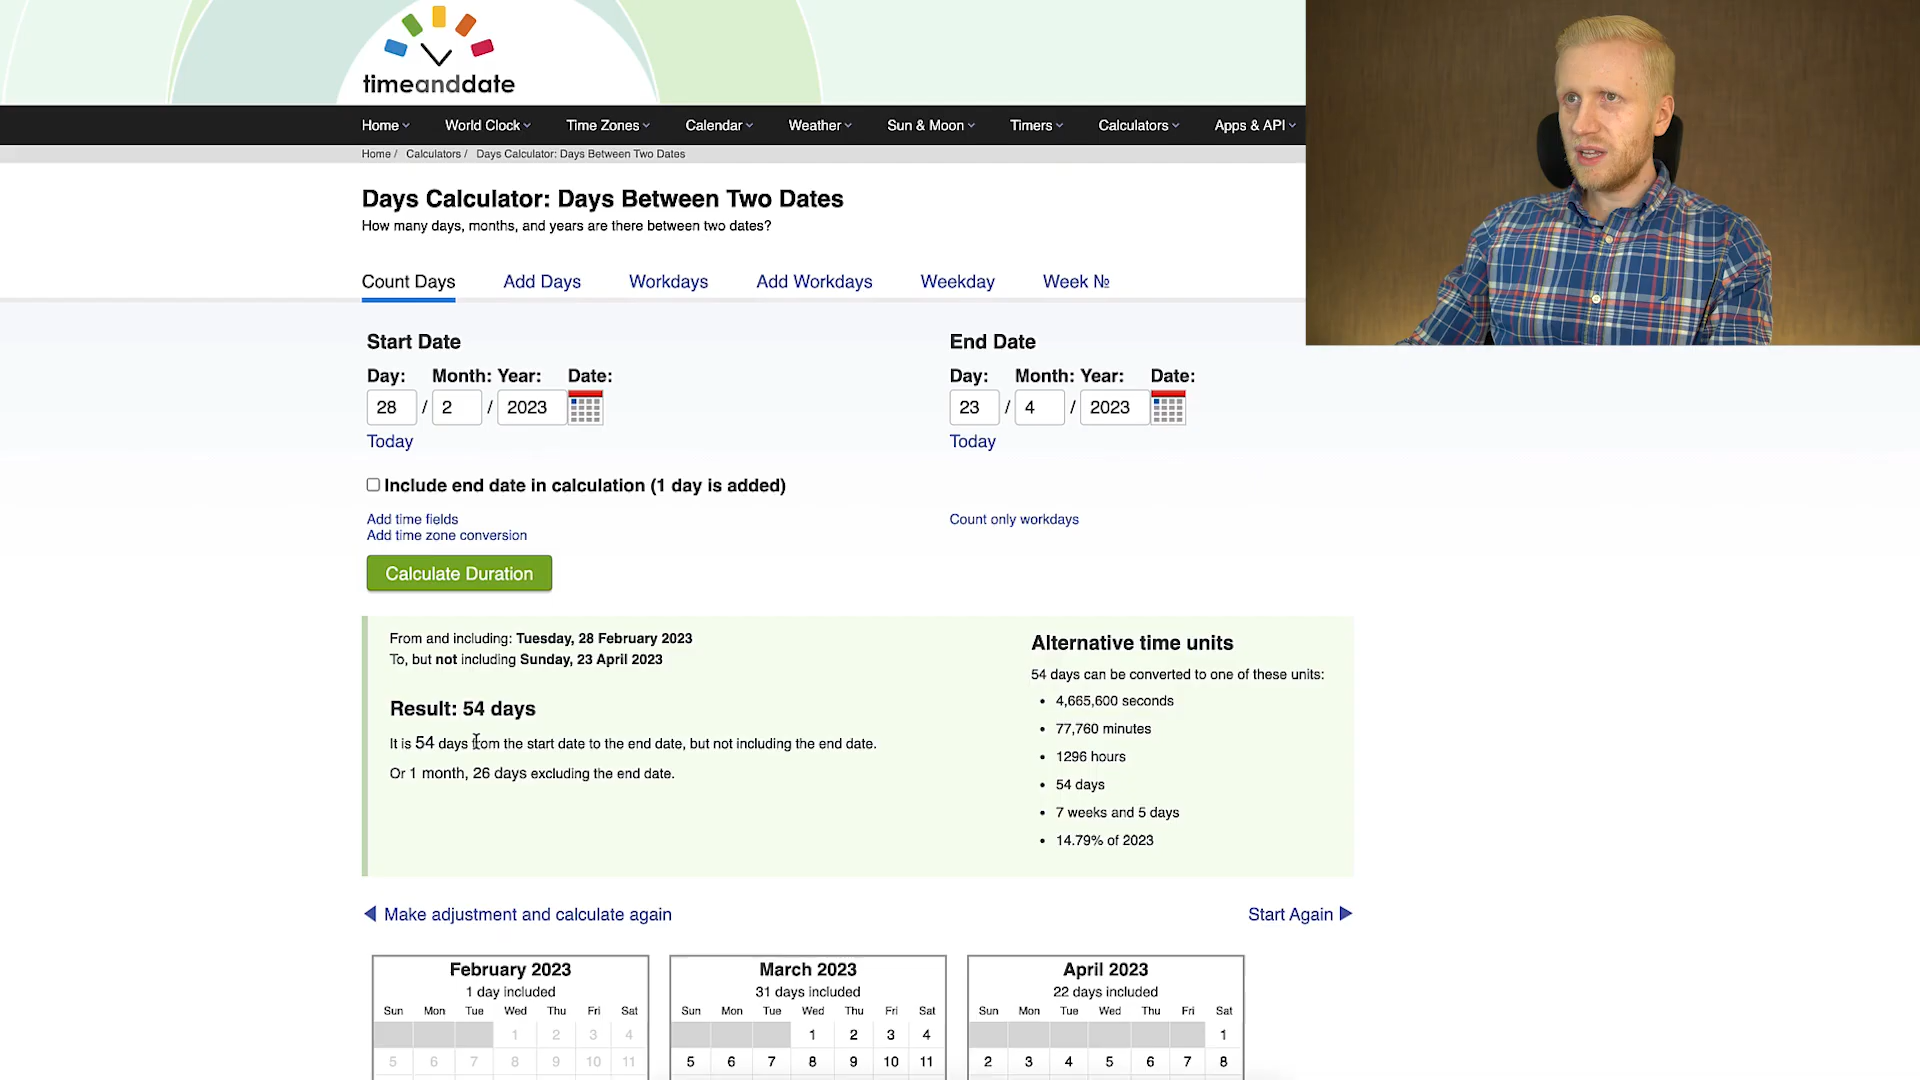 timeanddate
Home World Clock Time Zones Calendar Weather Sun & Moon Timers Calculators Apps & API
Home / Calculators / Days Calculator: Days Between Two Dates
Days Calculator: Days Between Two Dates
How many days, months, and years are there between two dates?
Count Days Add Days Workdays Add Workdays Weekday Week №
Start Date End Date
Day: Month: Year: Date: Day: Month: Year: Date:
28 / 2 / 2023 23 / 4 / 2023
Today Today
Include end date in calculation (1 day is added)
Add time fields Count only workdays
Add time zone conversion
Calculate Duration
From and including: Tuesday, 28 February 2023
To, but not including Sunday, 23 April 2023
Result: 54 days
It is 54 days from the start date to the end date, but not including the end date.
Or 1 month, 26 days excluding the end date.
Alternative time units
54 days can be converted to one of these units:
• 4,665,600 seconds
• 77,760 minutes
• 1296 hours
• 54 days
• 7 weeks and 5 days
• 14.79% of 2023
Make adjustment and calculate again Start Again
February 2023
1 day included
Sun Mon Tue Wed Thu Fri Sat
1 2 3 4
5 6 7 8 9 10 11
March 2023
31 days included
Sun Mon Tue Wed Thu Fri Sat
1 2 3 4
5 6 7 8 9 10 11
April 2023
22 days included
Sun Mon Tue Wed Thu Fri Sat
1
2 3 4 5 6 7 8